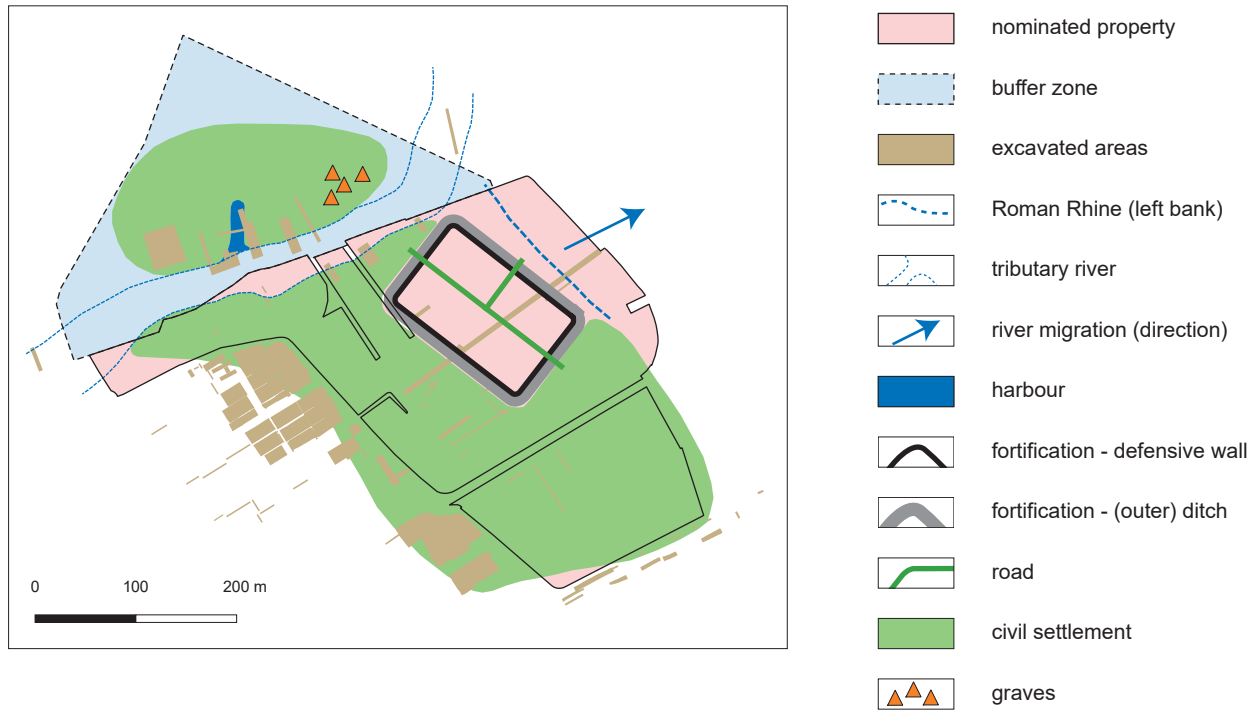 nominated property
buffer zone
excavated areas
Roman Rhine (left bank)
tributary river
river migration (direction)
harbour
fortification - defensive wall
fortification - (outer) ditch
road
civil settlement
graves
0 100 200 m